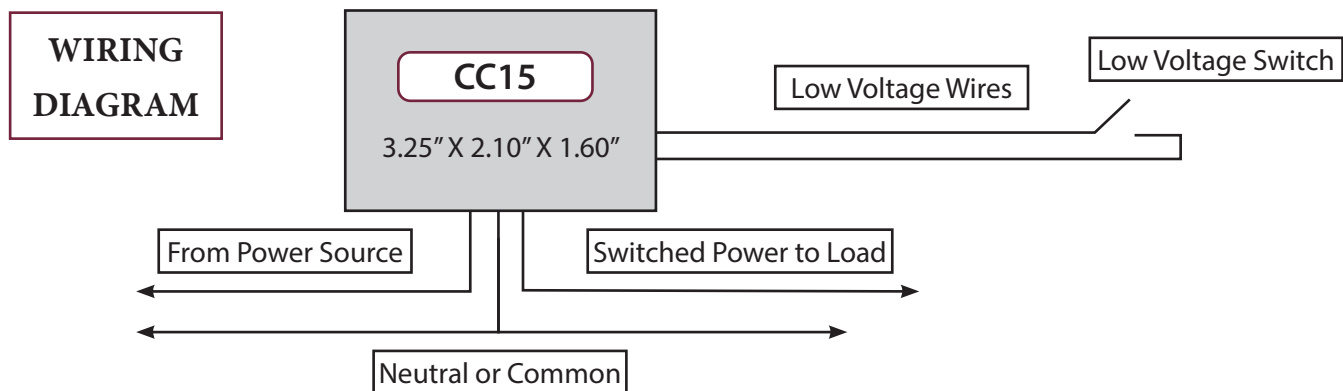 WIRING
DIAGRAM
CC15
3.25” X 2.10” X 1.60”
Low Voltage Wires
Low Voltage Switch
From Power Source
Switched Power to Load
Neutral or Common